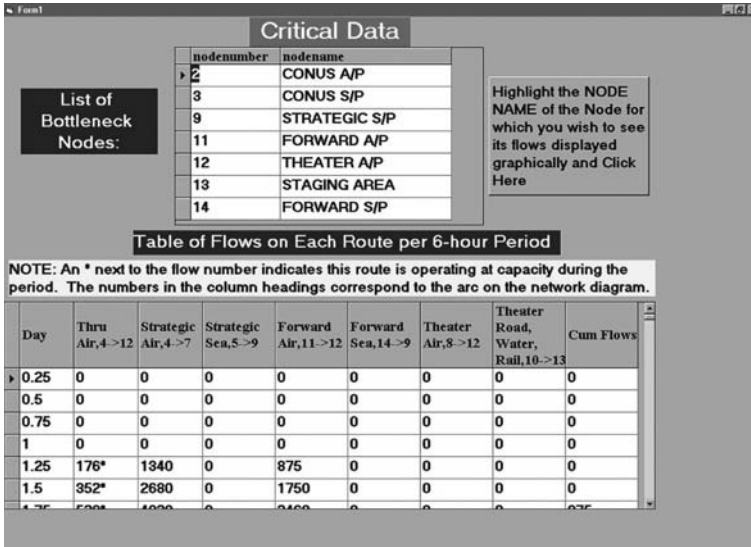 Form1
Critical Data
nodenumber nodename
2 CONUS A/P
3 CONUS S/P
9 STRATEGIC S/P
11 FORWARD A/P
12 THEATER A/P
13 STAGING AREA
14 FORWARD S/P
List of
Bottleneck
Nodes:
Highlight the NODE
NAME of the Node for
which you wish to see
its flows displayed
graphically and Click
Here
Table of Flows on Each Route per 6-hour Period
NOTE: An * next to the flow number indicates this route is operating at capacity during the
period. The numbers in the column headings correspond to the arc on the network diagram.
Day
Thru
Air,4->12
Strategic
Air,4->7
Strategic
Sea,5->9
Forward
Air,11->12
Forward
Sea,14->9
Theater
Air,8->12
Theater
Road,
Water,
Rail,10->13
Cum Flows
0.25 0 0 0 0 0 0 0 0
0.5 0 0 0 0 0 0 0 0
0.75 0 0 0 0 0 0 0 0
1 0 0 0 0 0 0 0 0
1.25 176* 1340 0 875 0 0 0 0
1.5 352* 2680 0 1750 0 0 0 0